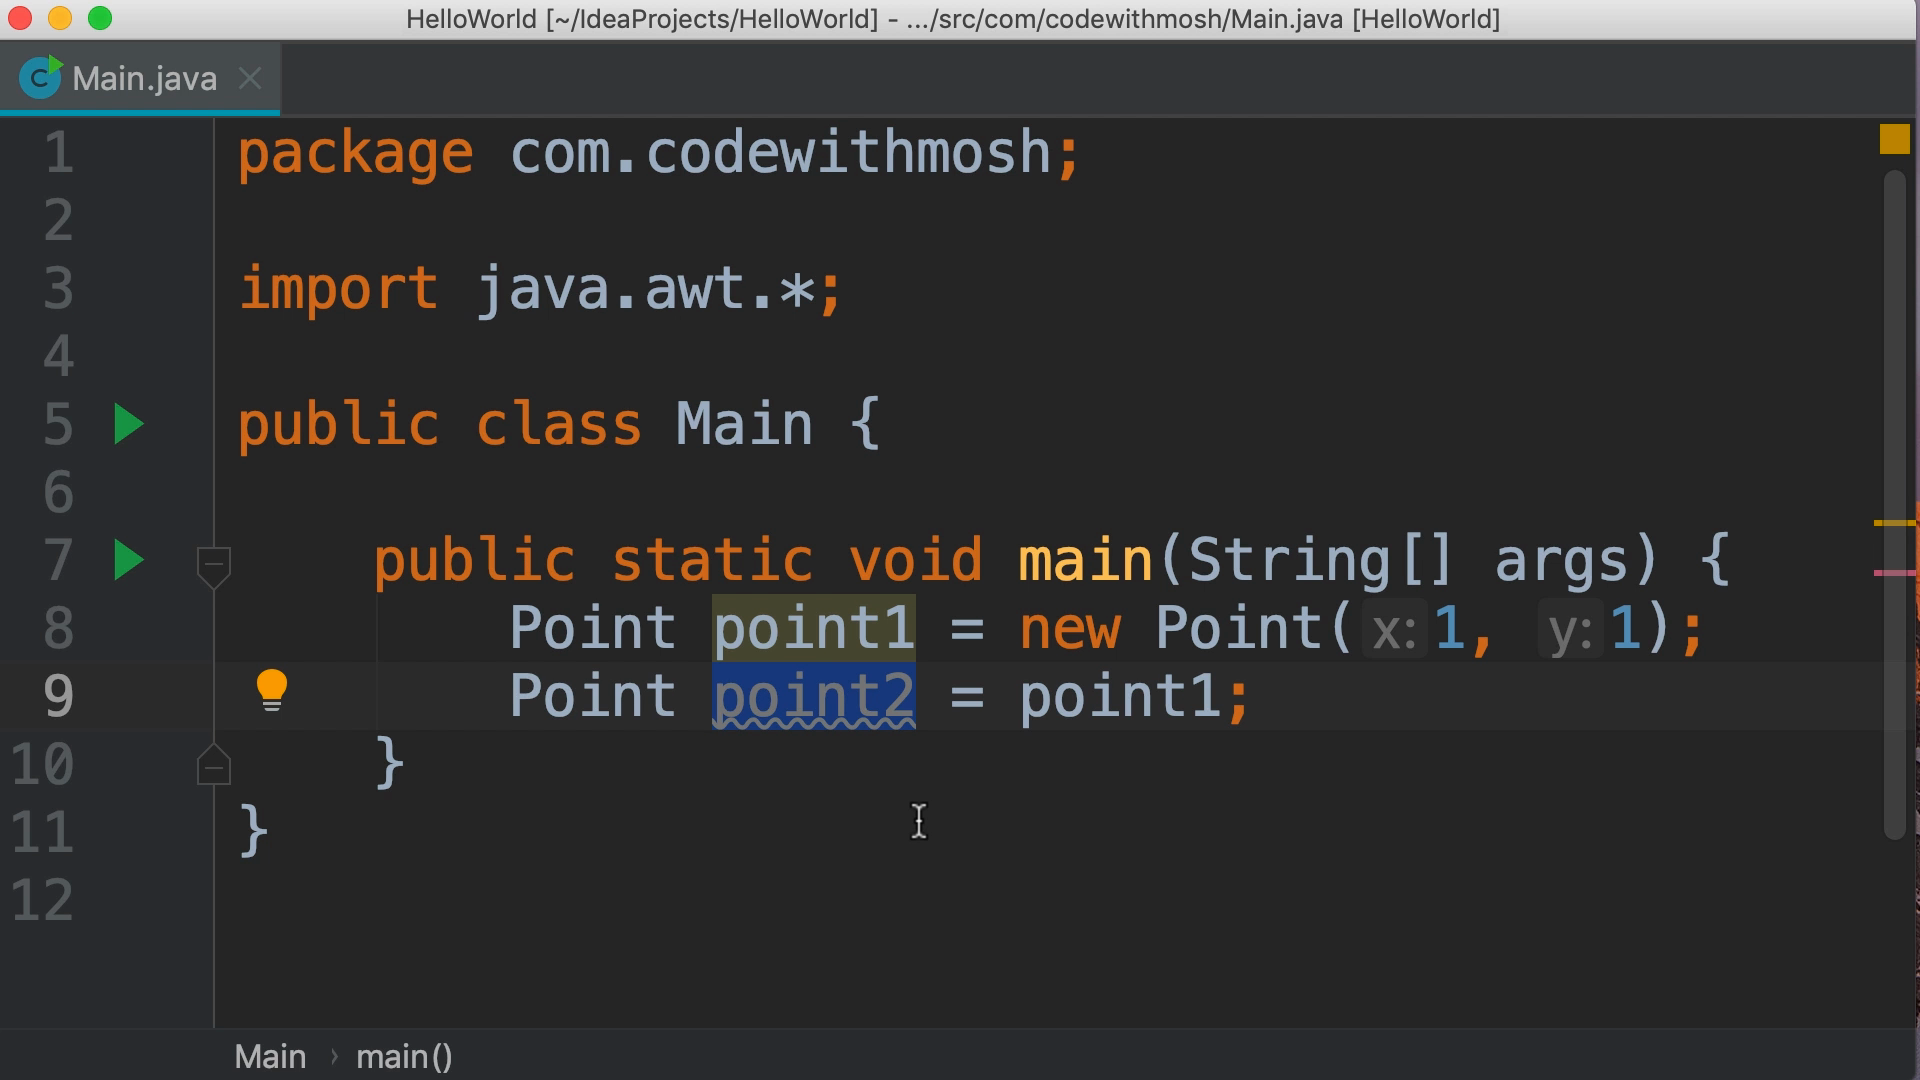 HelloWorld [~/IdeaProjects/HelloWorld] - .../src/com/codewithmosh/Main.java [HelloWorld]
C Main.java
1 package com.codewithmosh;
2
3 import java.awt.*;
4
5 public class Main {
6
7 public static void main(String[] args) {
8 Point point1 = new Point( x: 1, y: 1);
9 Point point2 = point1;
10 }
11 }
12
Main › main()